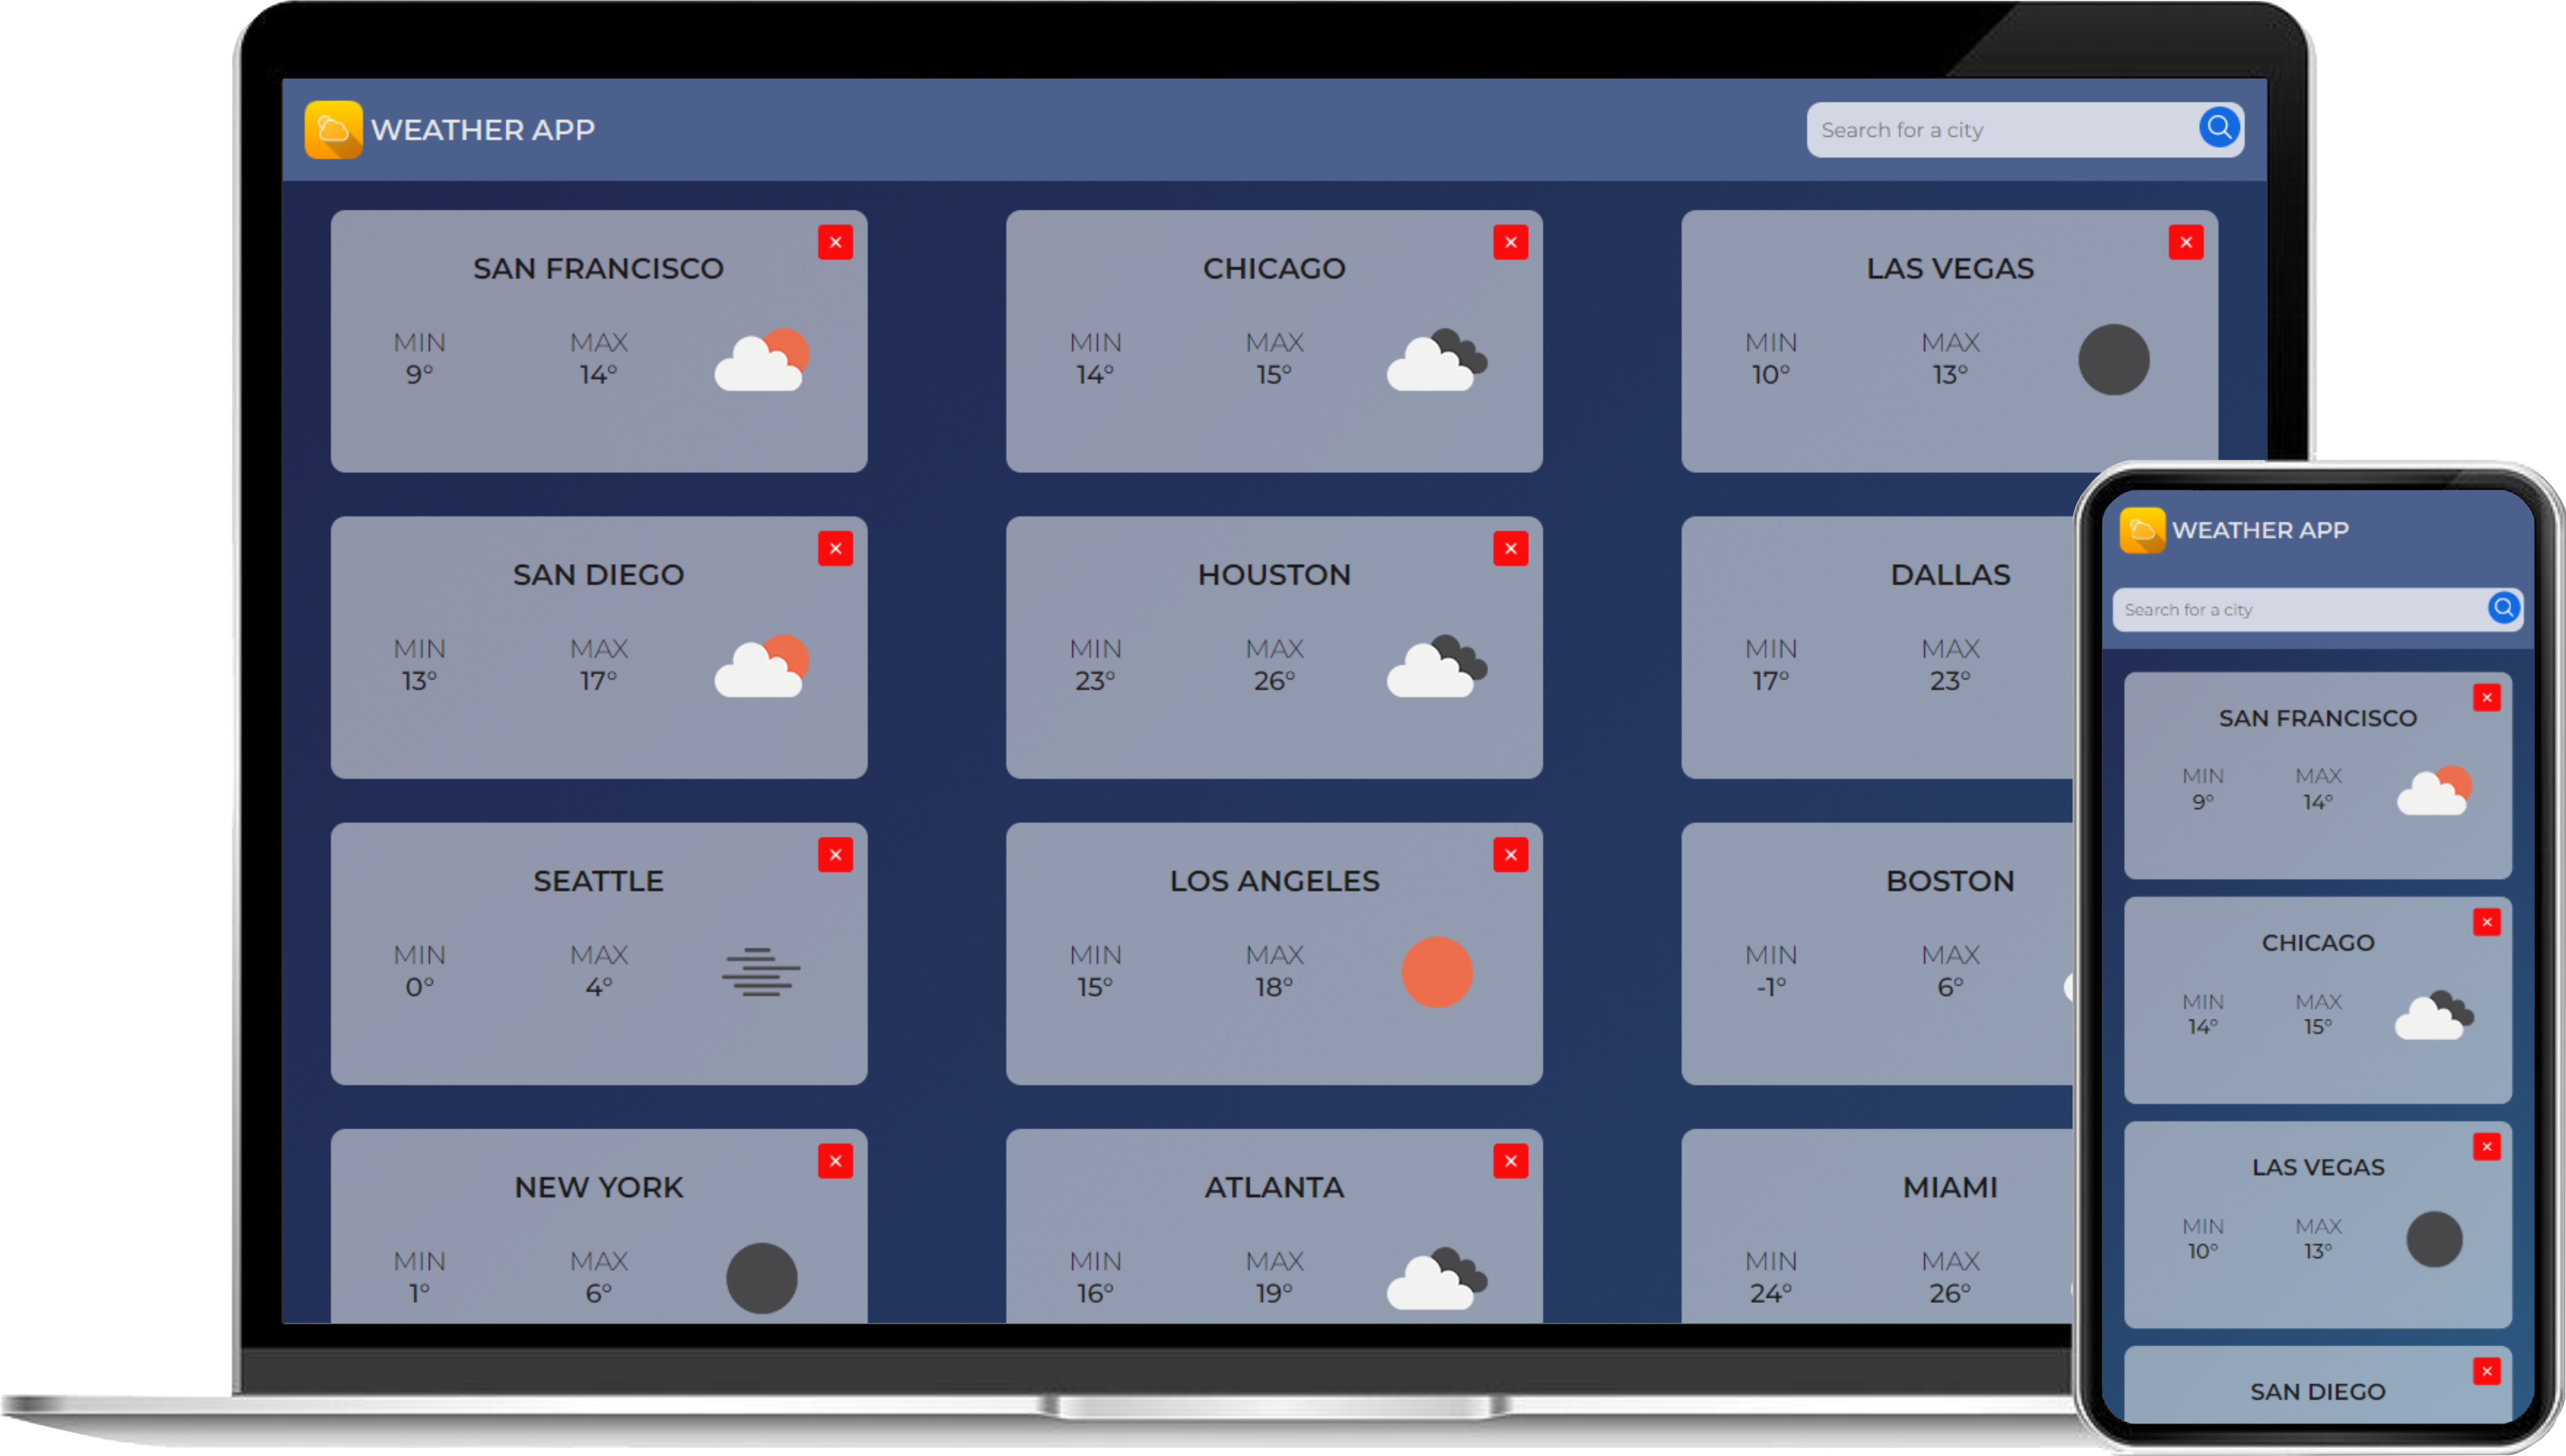 WEATHER APP
Search for a city
SAN FRANCISCO
MIN MAX
9° 14°
CHICAGO
MIN MAX
14° 15°
LAS VEGAS
MIN MAX
10° 13°
SAN DIEGO
MIN MAX
13° 17°
HOUSTON
MIN MAX
23° 26°
DALLAS
MIN MAX
17° 23°
SEATTLE
MIN MAX
0° 4°
LOS ANGELES
MIN MAX
15° 18°
BOSTON
MIN MAX
-1° 6°
NEW YORK
MIN MAX
1° 6°
ATLANTA
MIN MAX
16° 19°
MIAMI
MIN MAX
24° 26°
WEATHER APP
Search for a city
SAN FRANCISCO
MIN MAX
9° 14°
CHICAGO
MIN MAX
14° 15°
LAS VEGAS
MIN MAX
10° 13°
SAN DIEGO